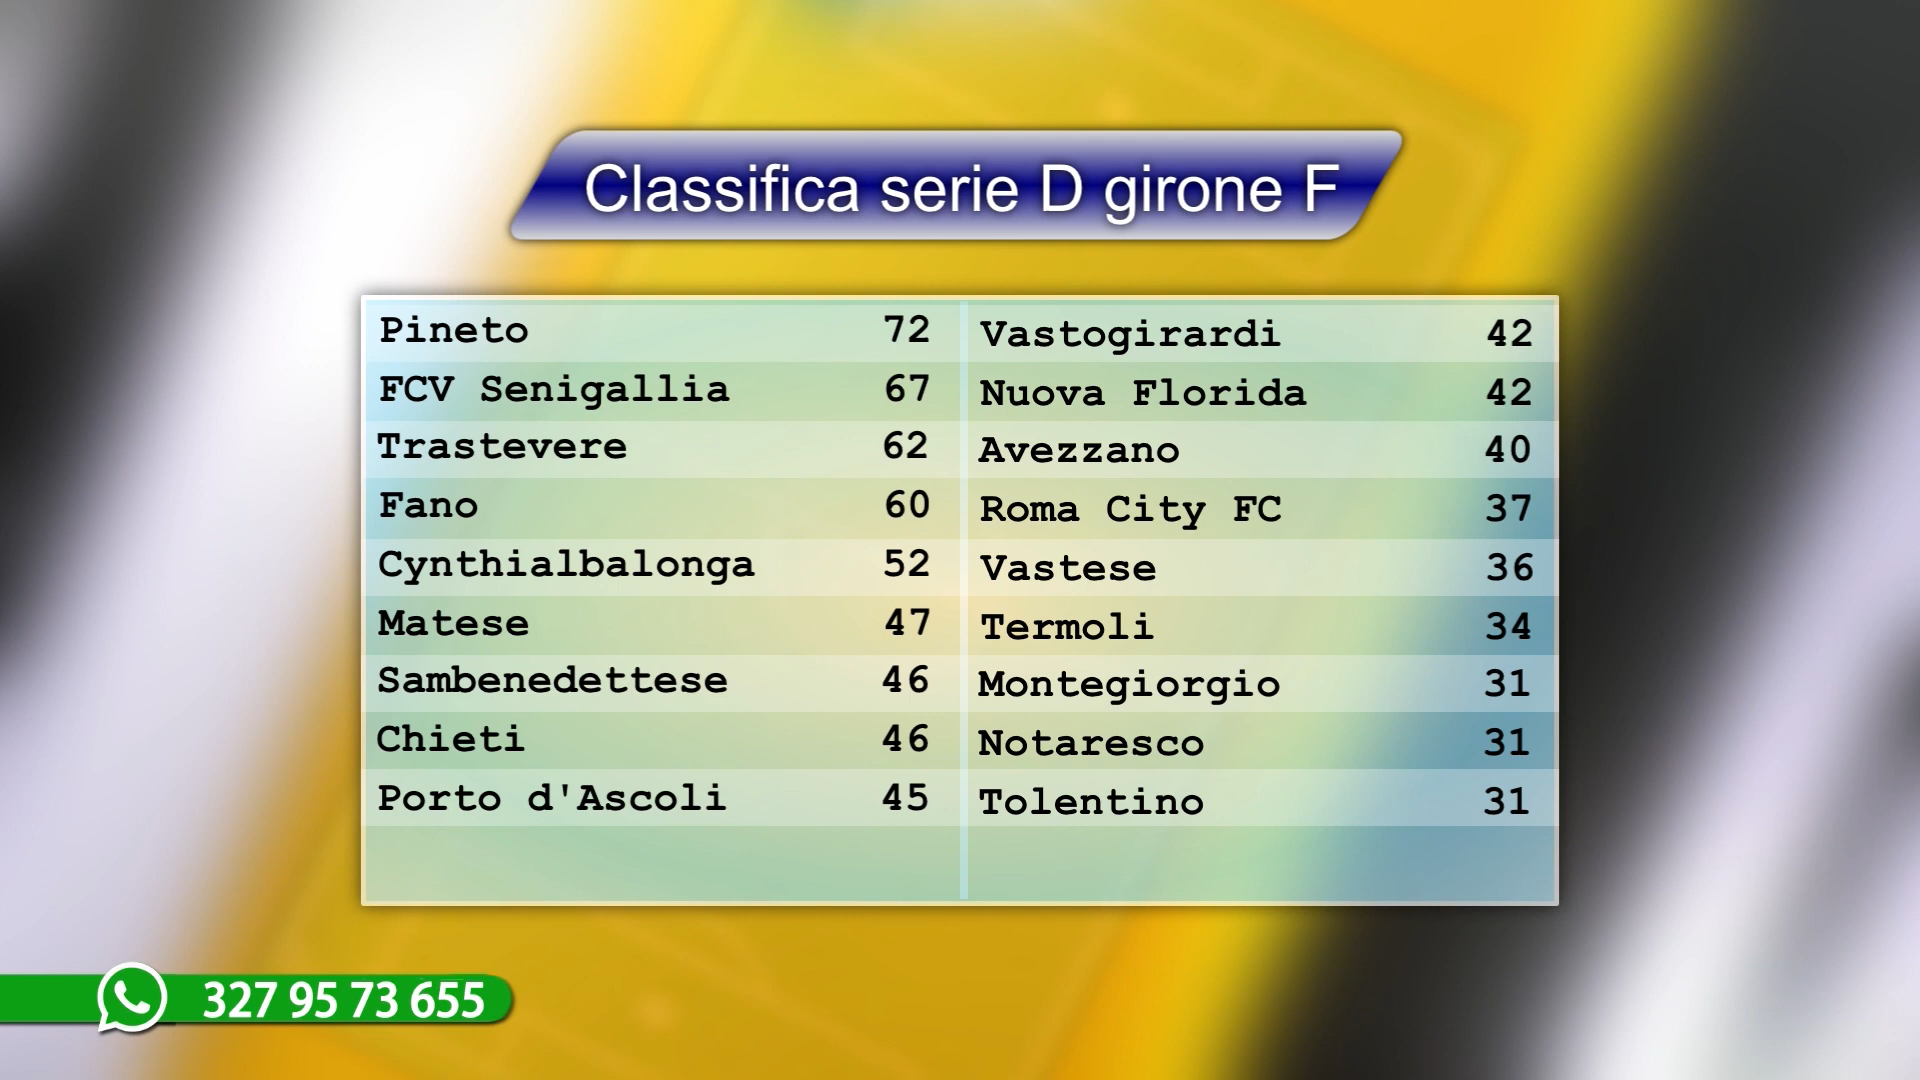 Classifica serie D girone F
Pineto 72
FCV Senigallia 67
Trastevere 62
Fano 60
Cynthialbalonga 52
Matese 47
Sambenedettese 46
Chieti 46
Porto d'Ascoli 45
Vastogirardi 42
Nuova Florida 42
Avezzano 40
Roma City FC 37
Vastese 36
Termoli 34
Montegiorgio 31
Notaresco 31
Tolentino 31
327 95 73 655